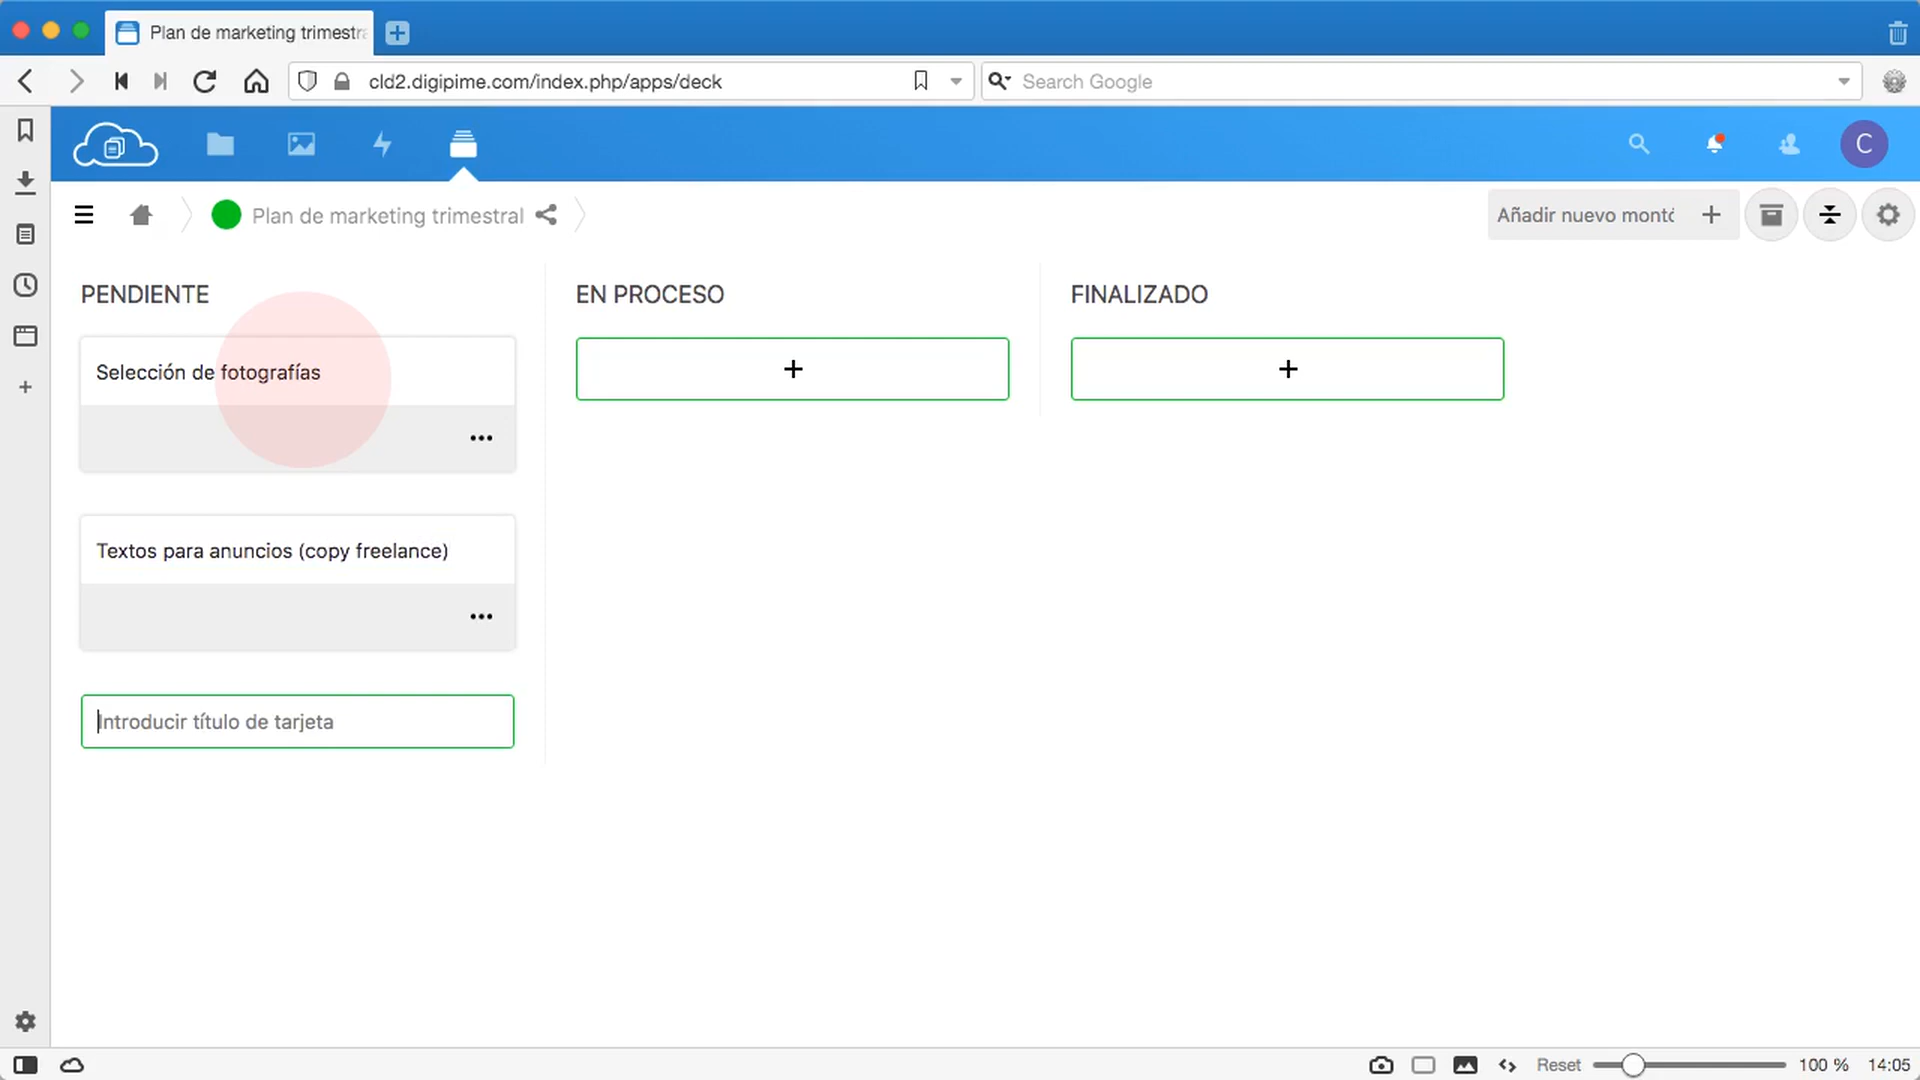 Plan de marketing trimestr
cld2.digipime.com/index.php/apps/deck
Search Google
C
Plan de marketing trimestral
Añadir nuevo montó
PENDIENTE
EN PROCESO
FINALIZADO
Selección de fotografías
Textos para anuncios (copy freelance)
Introducir título de tarjeta
Reset
100 %
14:05